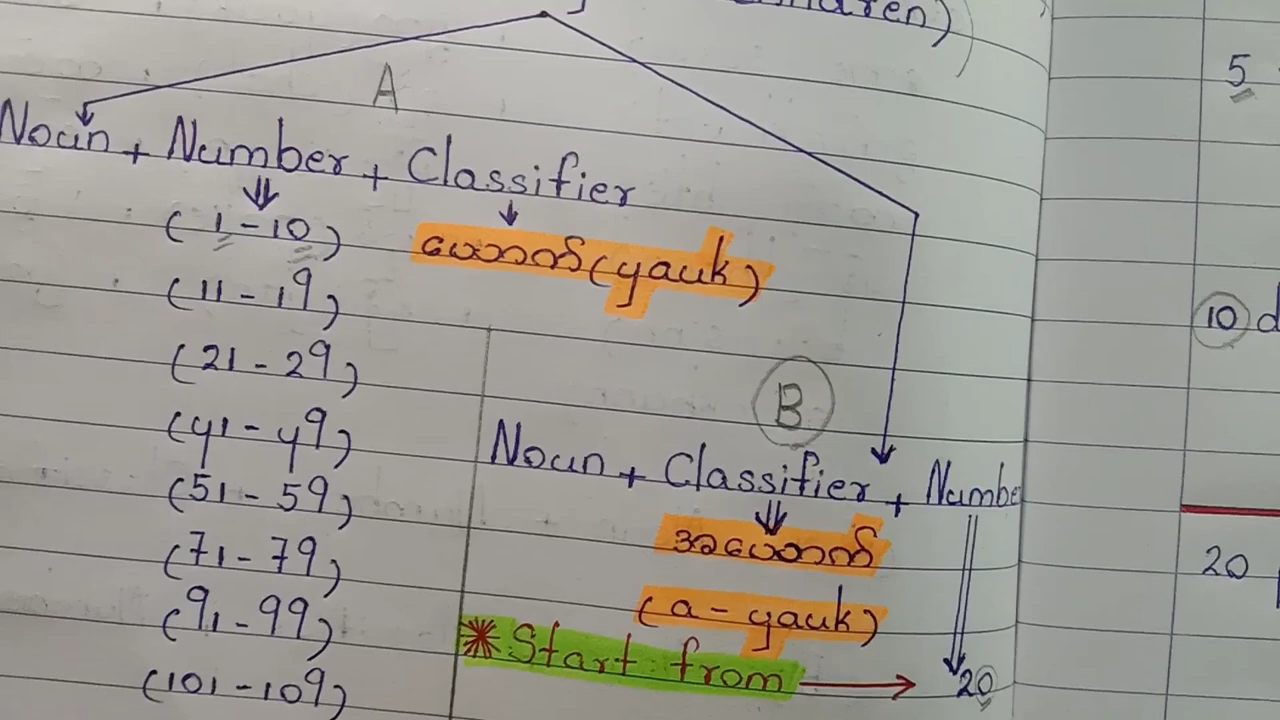 A
Noun + Number + Classifier
(1-10)
ယောက် (yauk)
(11-19)
(21-29)
(41-49)
(51-59)
(71-79)
(91-99)
(101-109)
B
Noun + Classifier + Numbe
အယောက်
(a-yauk)
* Start from → 20
5
10 d
20